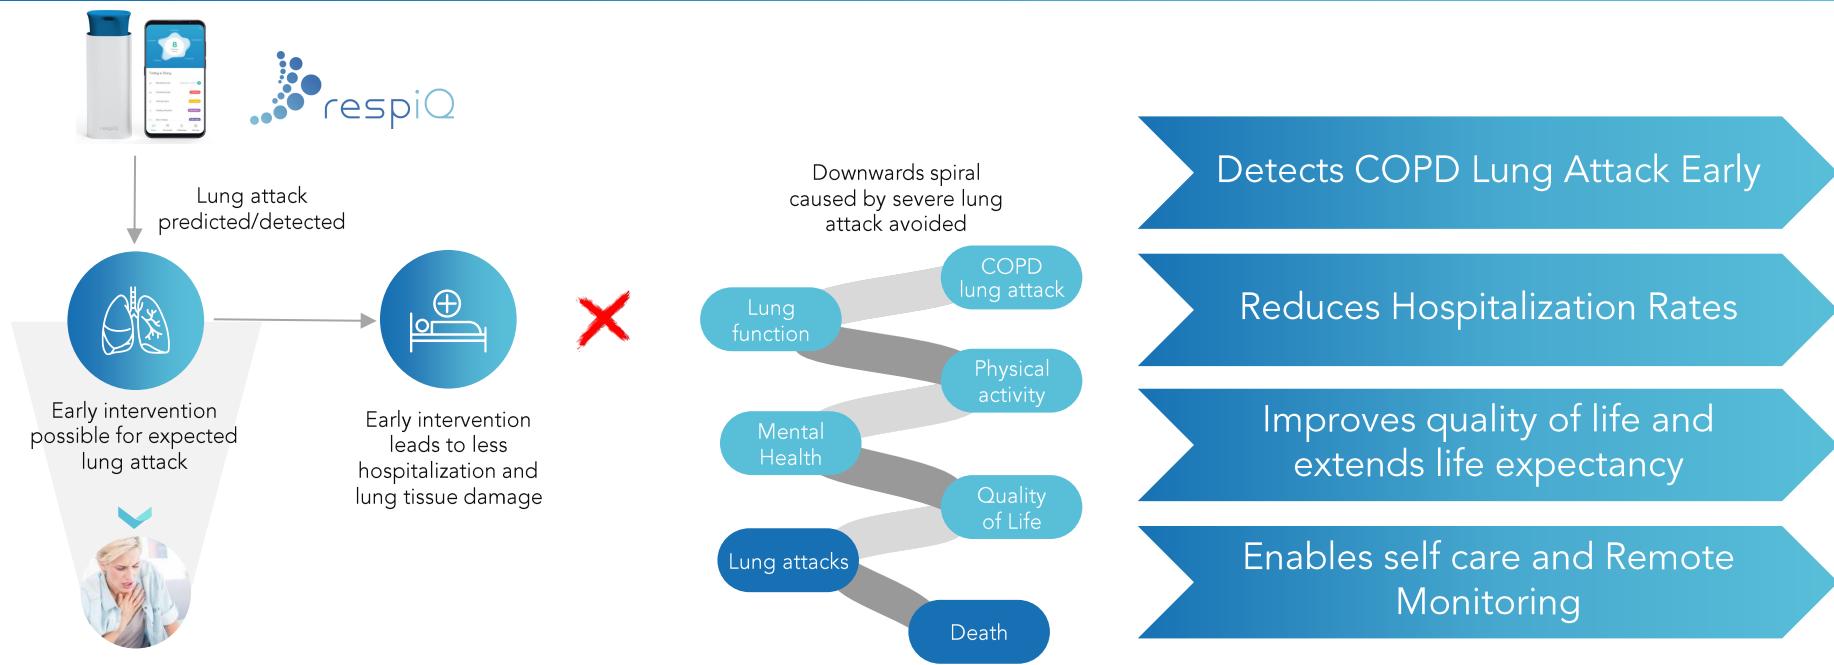 respiQ
Lung attack
predicted/detected
Early intervention
possible for expected
lung attack
Early intervention
leads to less
hospitalization and
lung tissue damage
Downwards spiral
caused by severe lung
attack avoided
COPD
lung attack
Lung
function
Physical
activity
Mental
Health
Quality
of Life
Lung attacks
Death
Detects COPD Lung Attack Early
Reduces Hospitalization Rates
Improves quality of life and
extends life expectancy
Enables self care and Remote
Monitoring